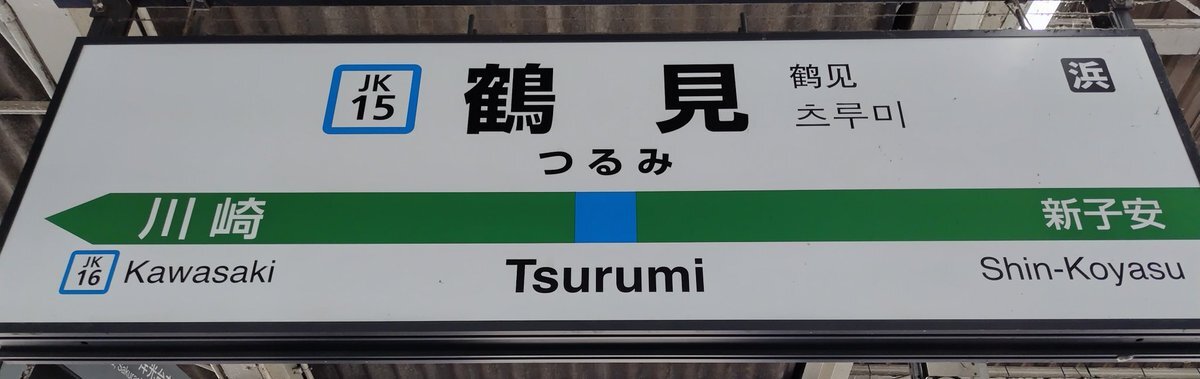 JK
15
鶴見
鹤见
츠루미
浜
つるみ
川崎
新子安
JK
16
Kawasaki
Tsurumi
Shin-Koyasu